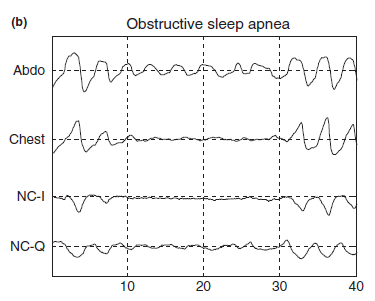 (b) Obstructive sleep apnea
Abdo
Chest
NC-I
NC-Q
10 20 30 40